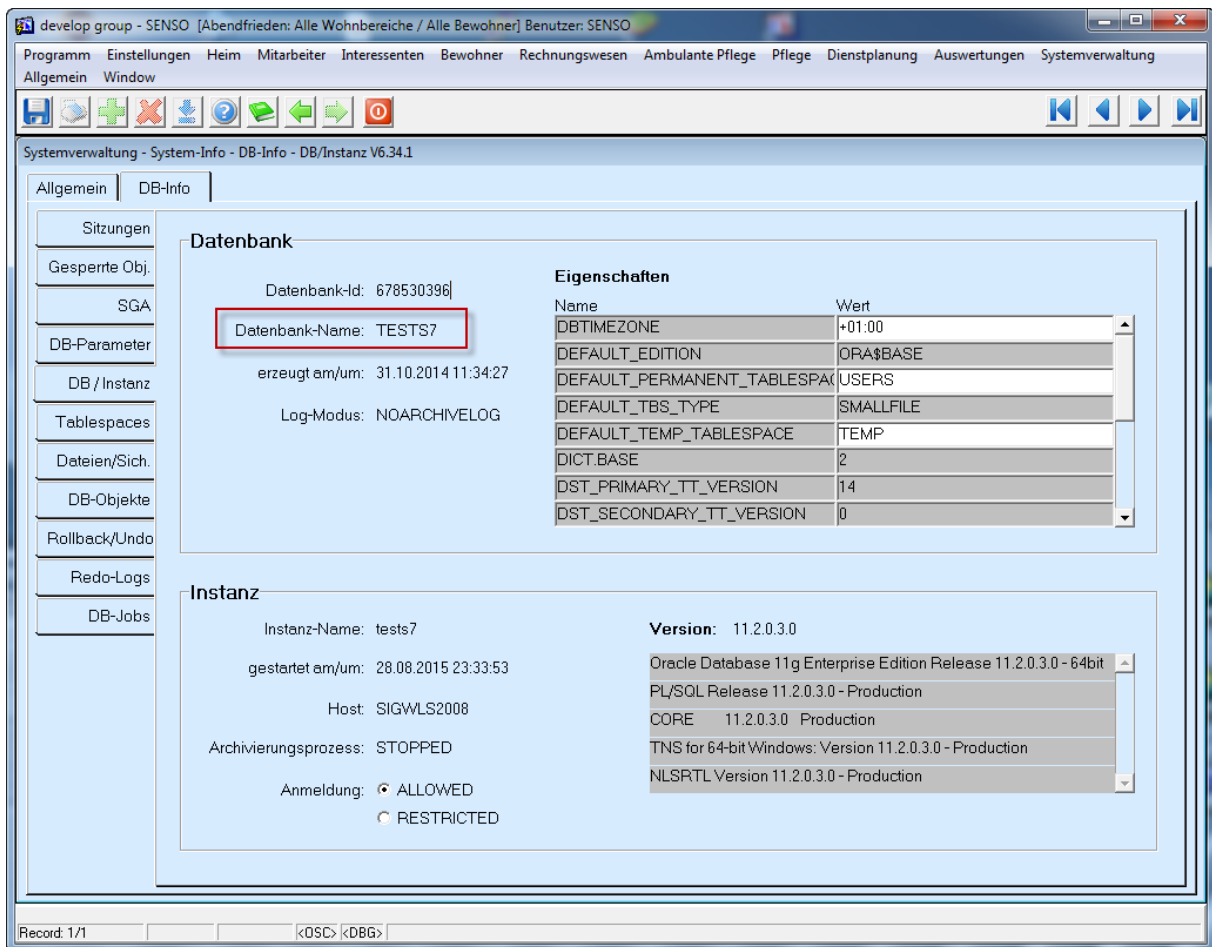 develop group - SENSO [Abendfrieden: Alle Wohnbereiche / Alle Bewohner] Benutzer: SENSO
Programm Einstellungen Heim Mitarbeiter Interessenten Bewohner Rechnungswesen Ambulante Pflege Pflege Dienstplanung Auswertungen Systemverwaltung
Allgemein Window
Systemverwaltung - System-Info - DB-Info - DB/Instanz V6.34.1
Allgemein DB-Info
Sitzungen
Gesperrte Obj.
SGA
DB-Parameter
DB / Instanz
Tablespaces
Dateien/Sich.
DB-Objekte
Rollback/Undo
Redo-Logs
DB-Jobs
Datenbank
Datenbank-Id: 678530396
Datenbank-Name: TESTS7
erzeugt am/um: 31.10.2014 11:34:27
Log-Modus: NOARCHIVELOG
Eigenschaften
Name Wert
DBTIMEZONE +01:00
DEFAULT_EDITION ORA$BASE
DEFAULT_PERMANENT_TABLESPA( USERS
DEFAULT_TBS_TYPE SMALLFILE
DEFAULT_TEMP_TABLESPACE TEMP
DICT.BASE 2
DST_PRIMARY_TT_VERSION 14
DST_SECONDARY_TT_VERSION 0
Instanz
Instanz-Name: tests7
gestartet am/um: 28.08.2015 23:33:53
Host: SIGWLS2008
Archivierungsprozess: STOPPED
Anmeldung: ALLOWED
RESTRICTED
Version: 11.2.0.3.0
Oracle Database 11g Enterprise Edition Release 11.2.0.3.0 - 64bit
PL/SQL Release 11.2.0.3.0 - Production
CORE 11.2.0.3.0 Production
TNS for 64-bit Windows: Version 11.2.0.3.0 - Production
NLSRTL Version 11.2.0.3.0 - Production
Record: 1/1 <OSC> <DBG>